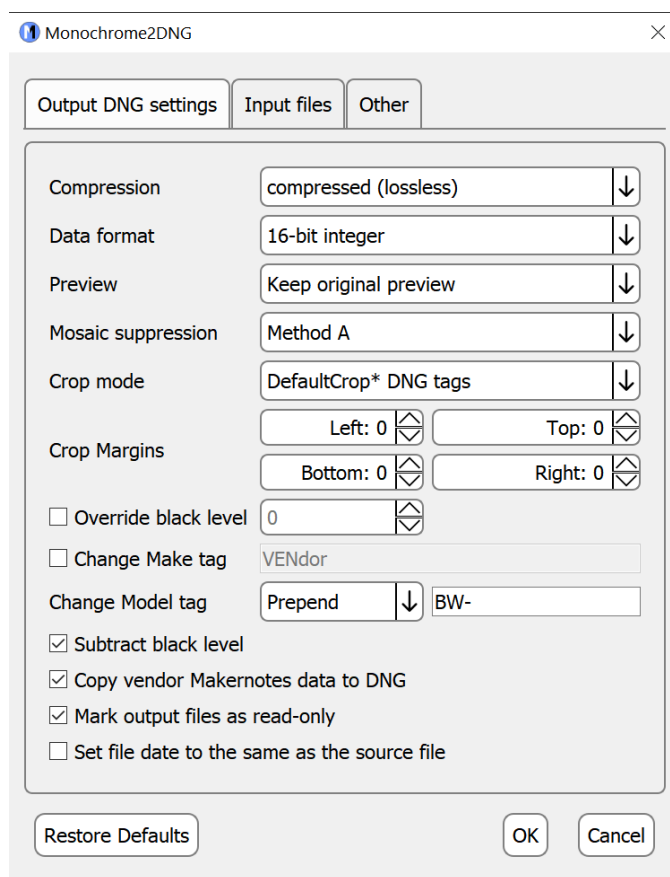 Monochrome2DNG
Output DNG settings Input files Other
Compression compressed (lossless)
Data format 16-bit integer
Preview Keep original preview
Mosaic suppression Method A
Crop mode DefaultCrop* DNG tags
Crop Margins
Left: 0 Top: 0
Bottom: 0 Right: 0
Override black level 0
Change Make tag VENdor
Change Model tag Prepend BW-
Subtract black level
Copy vendor Makernotes data to DNG
Mark output files as read-only
Set file date to the same as the source file
Restore Defaults OK Cancel